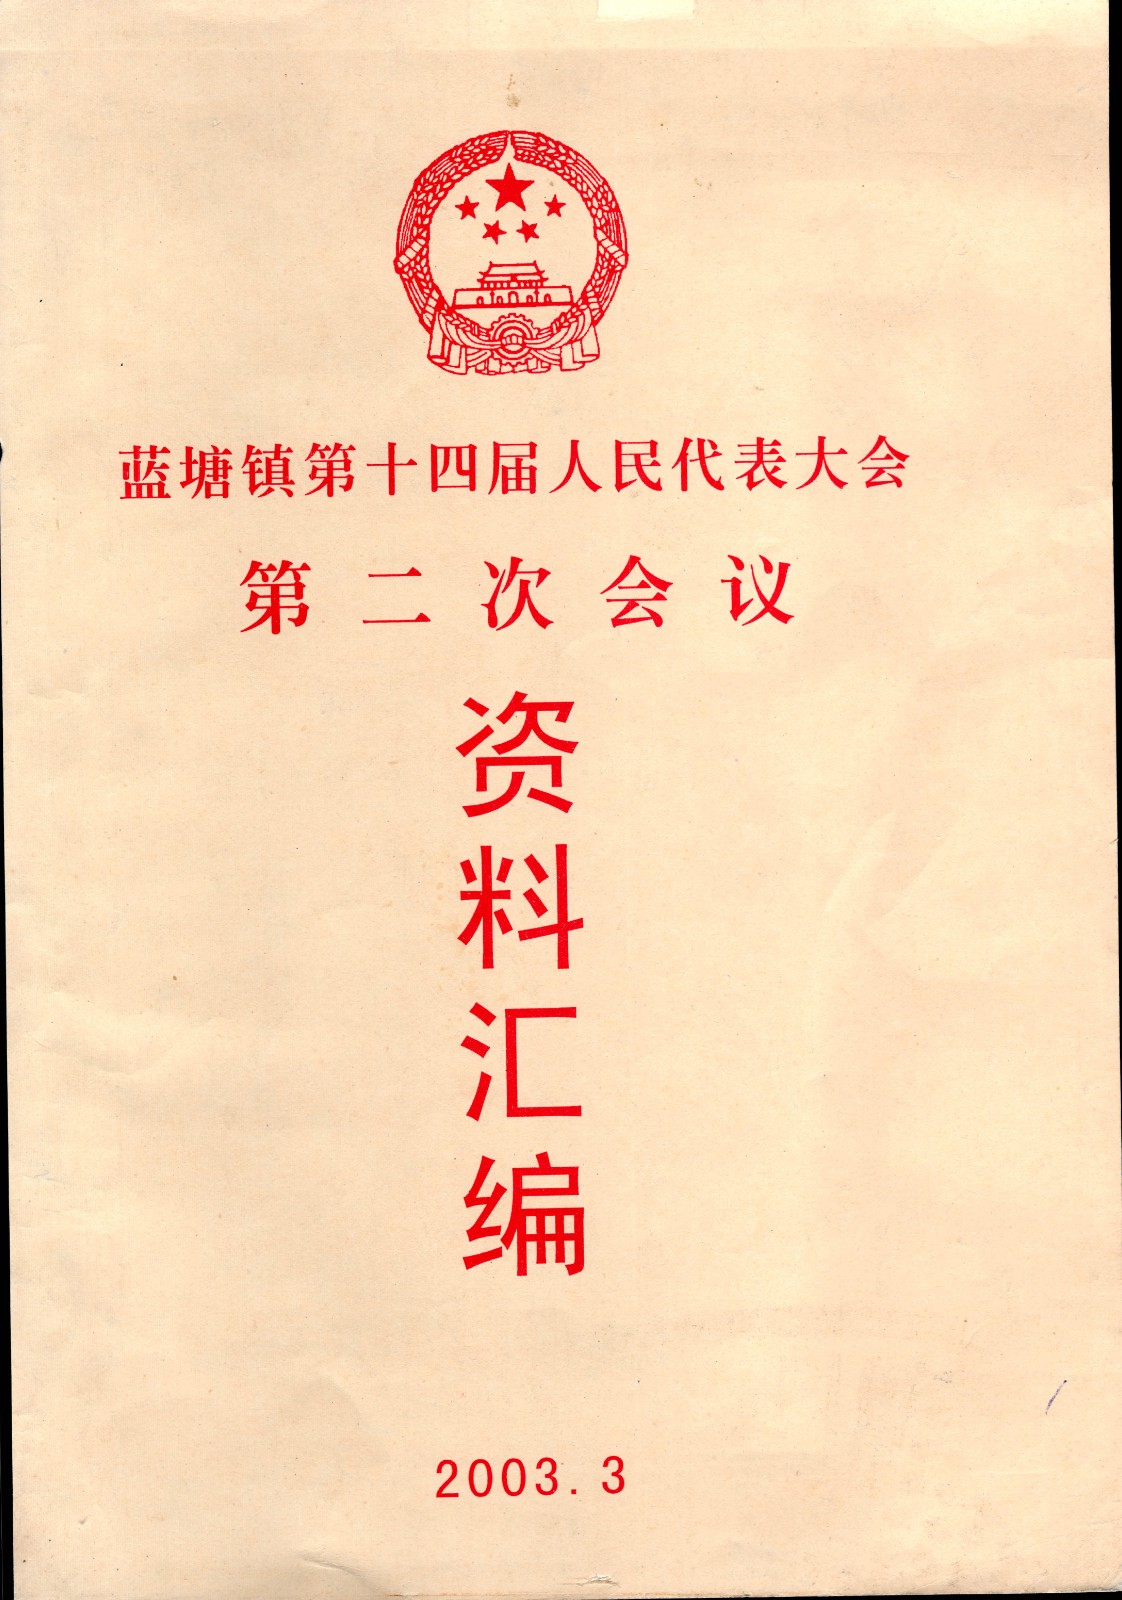 蓝塘镇第十四届人民代表大会
第二次会议
资料汇编
2003.3